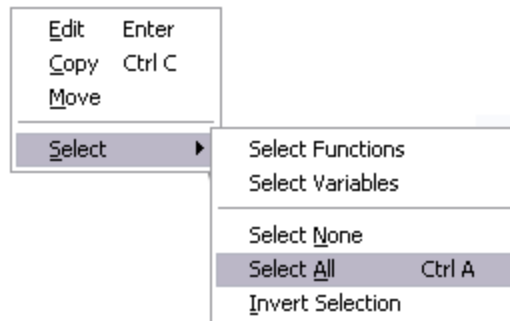 Edit Enter
Copy Ctrl C
Move
Select
Select Functions
Select Variables
Select None
Select All Ctrl A
Invert Selection